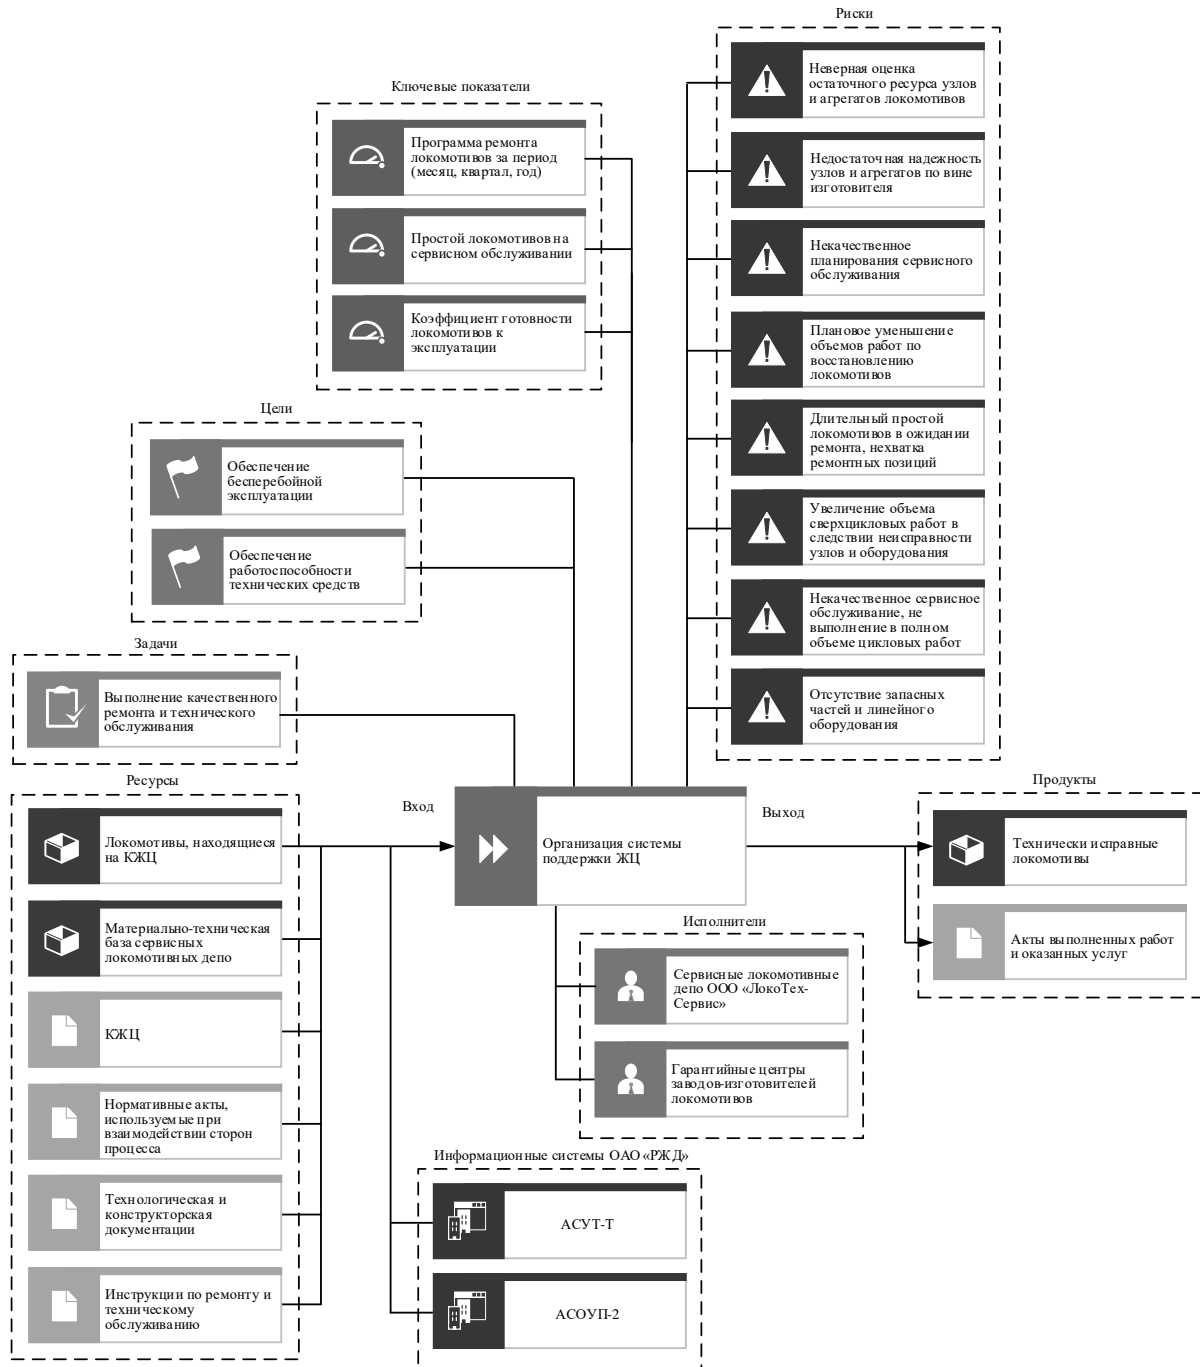 Риски
Неверная оценка
остаточного ресурса узлов
и агрегатов локомотивов
Недостаточная надежность
узлов и агрегатов по вине
изготовителя
Некачественное
планирования сервисного
обслуживания
Плановое уменьшение
объемов работ по
восстановлению
локомотивов
Длительный простой
локомотивов в ожидании
ремонта, нехватка
ремонтных позиций
Увеличение объема
сверхцикловых работ в
следствии неисправности
узлов и оборудования
Некачественное сервисное
обслуживание, не
выполнение в полном
объеме цикловых работ
Отсутствие запасных
частей и линейного
оборудования
Ключевые показатели
Программа ремонта
локомотивов за период
(месяц, квартал, год)
Простой локомотивов на
сервисном обслуживании
Коэффициент готовности
локомотивов к
эксплуатации
Цели
Обеспечение
бесперебойной
эксплуатации
Обеспечение
работоспособности
технических средств
Задачи
Выполнение качественного
ремонта и технического
обслуживания
Ресурсы
Локомотивы, находящиеся
на КЖЦ
Материально-техническая
база сервисных
локомотивных депо
КЖЦ
Нормативные акты,
используемые при
взаимодействии сторон
процесса
Технологическая и
конструкторская
документации
Инструкции по ремонту и
техническому
обслуживанию
Вход
Организация системы
поддержки ЖЦ
Выход
Продукты
Технически исправные
локомотивы
Акты выполненных работ
и оказанных услуг
Исполнители
Сервисные локомотивные
депо ООО «ЛокоТех-
Сервис»
Гарантийные центры
заводов-изготовителей
локомотивов
Информационные системы ОАО «РЖД»
АСУТ-Т
АСОУП-2